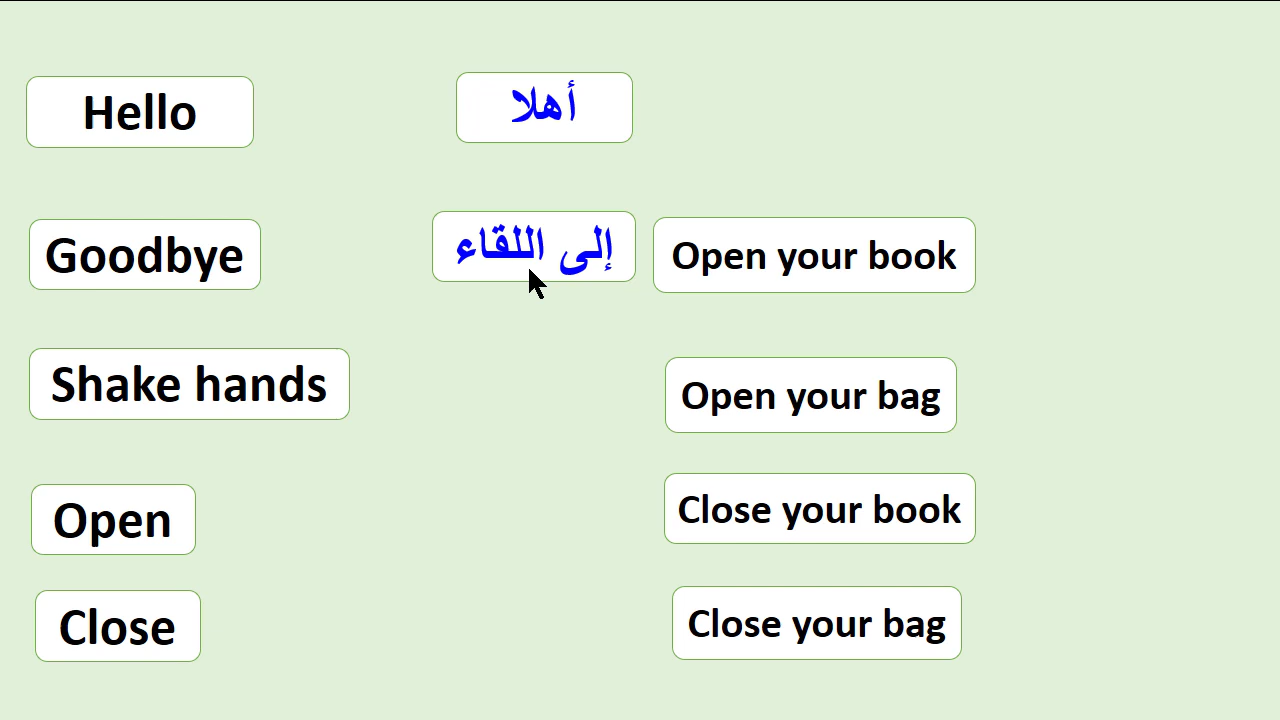 Hello
أهلا
Goodbye
إلى اللقاء
Open your book
Shake hands
Open your bag
Open
Close your book
Close
Close your bag